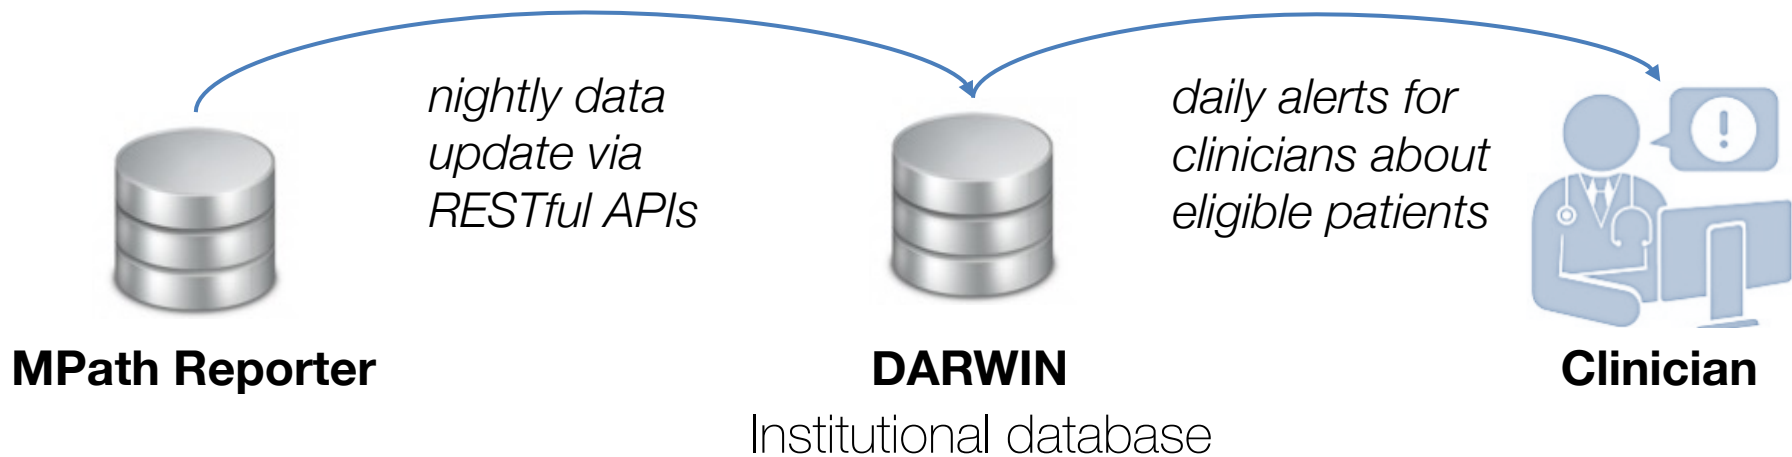 nightly data
update via
RESTful APIs
daily alerts for
clinicians about
eligible patients
MPath Reporter
DARWIN
Institutional database
Clinician